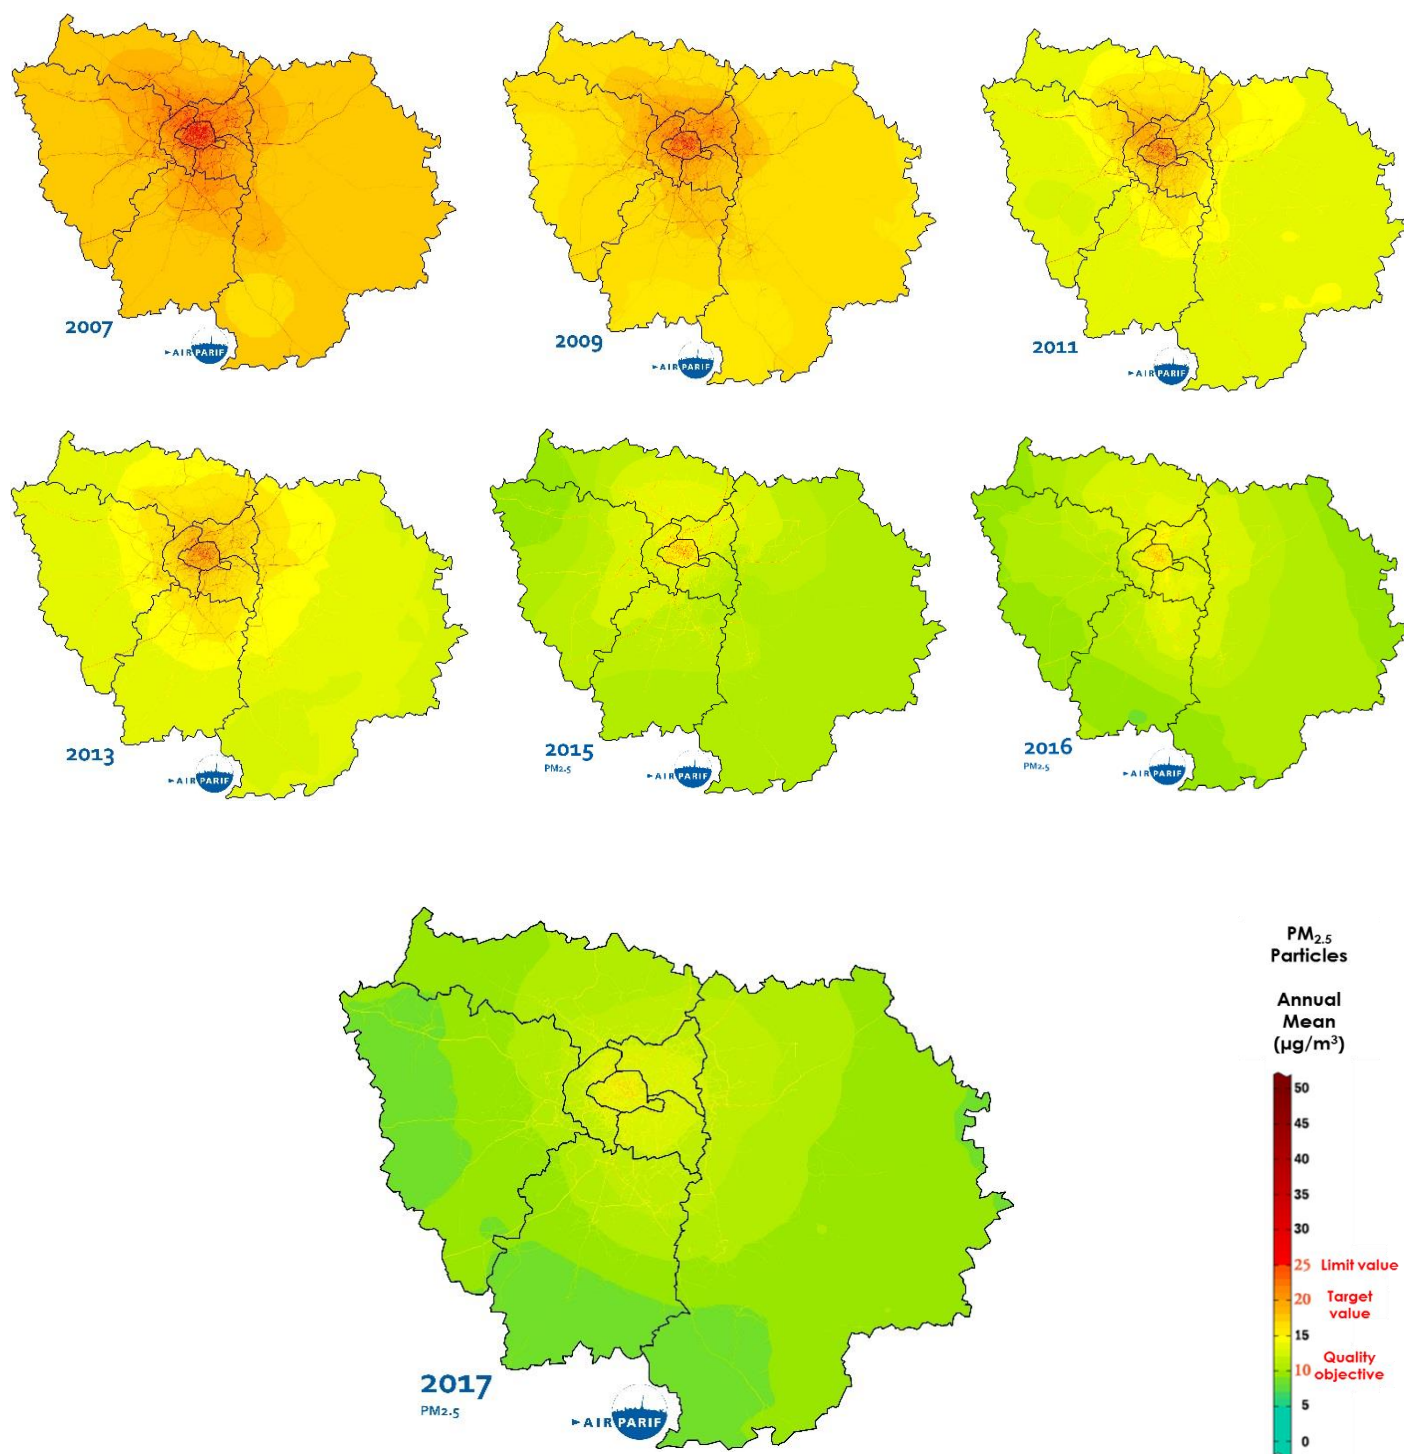 2007
AIRPARIF
2009
AIRPARIF
2011
AIRPARIF
2013
AIRPARIF
2015
PM2.5
AIRPARIF
2016
PM2.5
AIRPARIF
2017
PM2.5
AIRPARIF
PM2.5
Particles
Annual
Mean
(µg/m³)
50
45
40
35
30
25 Limit value
20 Target
value
15
10 Quality
objective
5
0